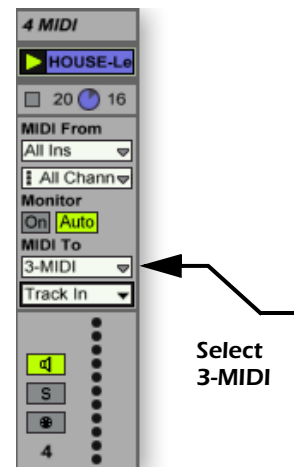 4 MIDI
HOUSE-Le
20 16
MIDI From
All Ins
All Chann
Monitor
On Auto
MIDI To
3-MIDI
Track In
Select
3-MIDI
S
4